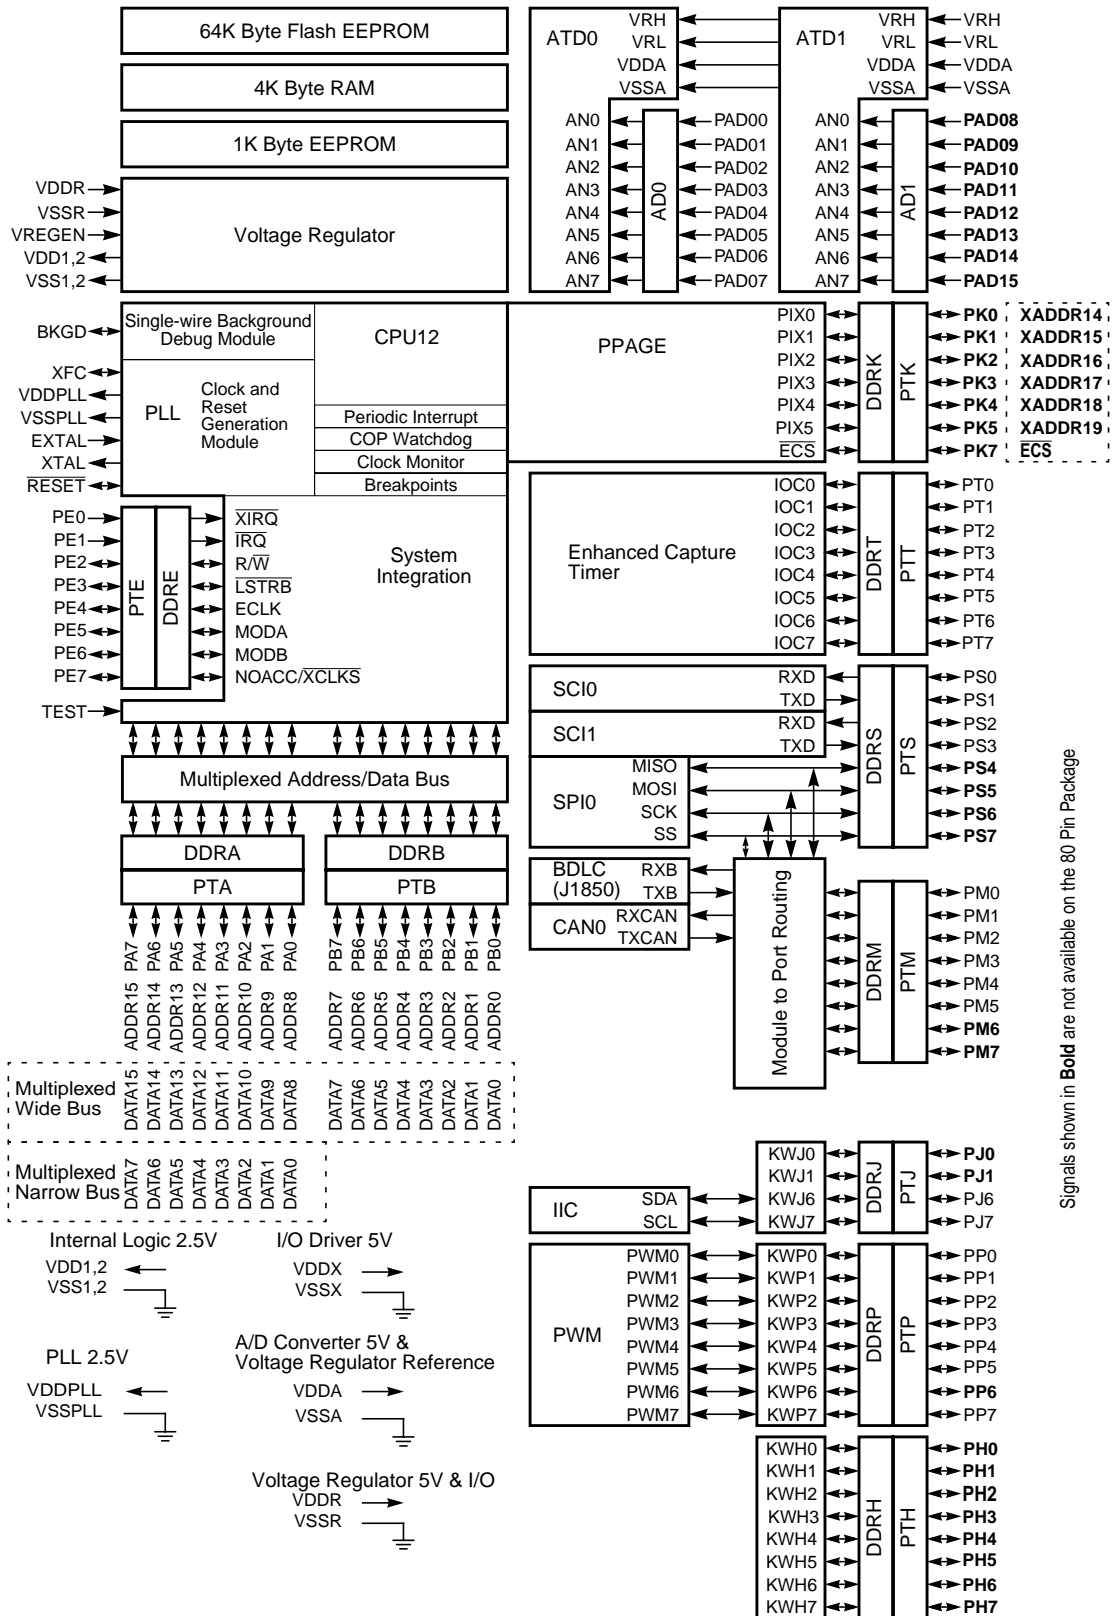 64K Byte Flash EEPROM
4K Byte RAM
1K Byte EEPROM
VDDR
VSSR
VREGEN
VDD1,2
VSS1,2
Voltage Regulator
ATD0
VRH
VRL
VDDA
VSSA
AN0
AN1
AN2
AN3
AN4
AN5
AN6
AN7
AD0
PAD00
PAD01
PAD02
PAD03
PAD04
PAD05
PAD06
PAD07
ATD1
VRH
VRL
VDDA
VSSA
VRH
VRL
VDDA
VSSA
AN0
AN1
AN2
AN3
AN4
AN5
AN6
AN7
AD1
PAD08
PAD09
PAD10
PAD11
PAD12
PAD13
PAD14
PAD15
BKGD
XFC
VDDPLL
VSSPLL
EXTAL
XTAL
RESET
Single-wire Background
Debug Module
CPU12
PLL
Clock and
Reset
Generation
Module
Periodic Interrupt
COP Watchdog
Clock Monitor
Breakpoints
PPAGE
PIX0
PIX1
PIX2
PIX3
PIX4
PIX5
ECS
DDRK
PTK
PK0 XADDR14
PK1 XADDR15
PK2 XADDR16
PK3 XADDR17
PK4 XADDR18
PK5 XADDR19
PK7 ECS
PE0
PE1
PE2
PE3
PE4
PE5
PE6
PE7
TEST
PTE
DDRE
XIRQ
IRQ
R/W
LSTRB
ECLK
MODA
MODB
NOACC/XCLKS
System
Integration
Enhanced Capture
Timer
IOC0
IOC1
IOC2
IOC3
IOC4
IOC5
IOC6
IOC7
DDRT
PTT
PT0
PT1
PT2
PT3
PT4
PT5
PT6
PT7
SCI0
RXD
TXD
SCI1
RXD
TXD
SPI0
MISO
MOSI
SCK
SS
DDRS
PTS
PS0
PS1
PS2
PS3
PS4
PS5
PS6
PS7
Multiplexed Address/Data Bus
DDRA
PTA
DDRB
PTB
PA7
PA6
PA5
PA4
PA3
PA2
PA1
PA0
PB7
PB6
PB5
PB4
PB3
PB2
PB1
PB0
ADDR15
ADDR14
ADDR13
ADDR12
ADDR11
ADDR10
ADDR9
ADDR8
ADDR7
ADDR6
ADDR5
ADDR4
ADDR3
ADDR2
ADDR1
ADDR0
Multiplexed
Wide Bus
DATA15
DATA14
DATA13
DATA12
DATA11
DATA10
DATA9
DATA8
DATA7
DATA6
DATA5
DATA4
DATA3
DATA2
DATA1
DATA0
Multiplexed
Narrow Bus
DATA7
DATA6
DATA5
DATA4
DATA3
DATA2
DATA1
DATA0
BDLC
(J1850)
RXB
TXB
CAN0
RXCAN
TXCAN
Module to Port Routing
DDRM
PTM
PM0
PM1
PM2
PM3
PM4
PM5
PM6
PM7
Signals shown in Bold are not available on the 80 Pin Package
IIC
SDA
SCL
KWJ0
KWJ1
KWJ6
KWJ7
DDRJ
PTJ
PJ0
PJ1
PJ6
PJ7
PWM
PWM0
PWM1
PWM2
PWM3
PWM4
PWM5
PWM6
PWM7
KWP0
KWP1
KWP2
KWP3
KWP4
KWP5
KWP6
KWP7
DDRP
PTP
PP0
PP1
PP2
PP3
PP4
PP5
PP6
PP7
KWH0
KWH1
KWH2
KWH3
KWH4
KWH5
KWH6
KWH7
DDRH
PTH
PH0
PH1
PH2
PH3
PH4
PH5
PH6
PH7
Internal Logic 2.5V
VDD1,2
VSS1,2
I/O Driver 5V
VDDX
VSSX
PLL 2.5V
VDDPLL
VSSPLL
A/D Converter 5V &
Voltage Regulator Reference
VDDA
VSSA
Voltage Regulator 5V & I/O
VDDR
VSSR